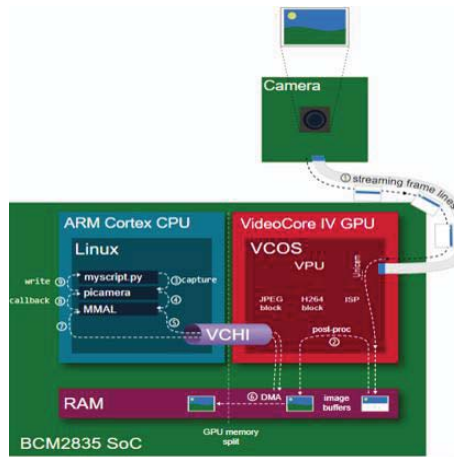 Camera
① streaming frame lines
ARM Cortex CPU
VideoCore IV GPU
Linux
VCOS
VPU
Unicam
write ⑨
myscript.py
③ capture
callback ⑧
picamera
④
JPEG block
H264 block
ISP
⑦
MMAL
⑤
VCHI
post-proc
②
RAM
⑥ DMA
image buffers
GPU memory split
BCM2835 SoC